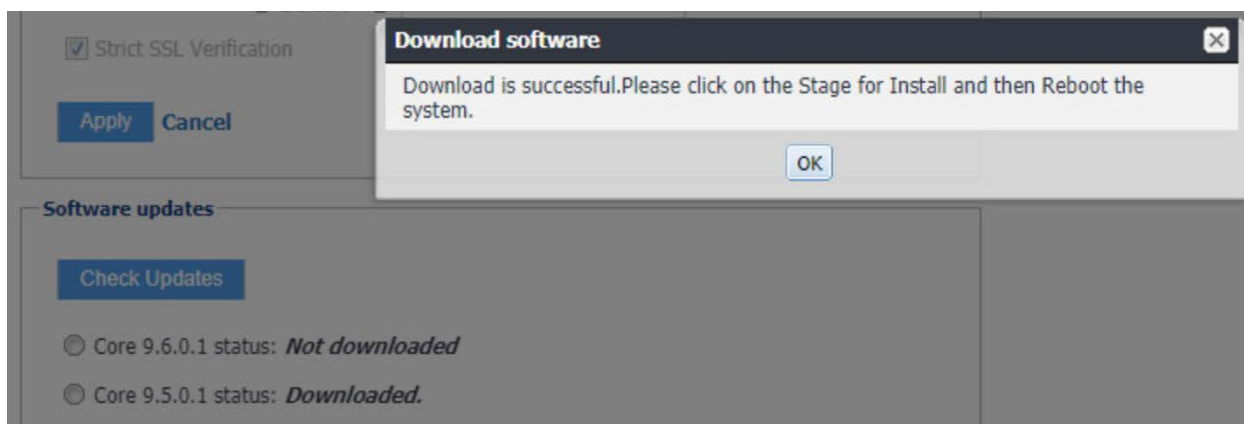 Strict SSL Verification
Download software
Download is successful.Please click on the Stage for Install and then Reboot the
system.
Apply Cancel
OK
Software updates
Check Updates
Core 9.6.0.1 status: Not downloaded
Core 9.5.0.1 status: Downloaded.